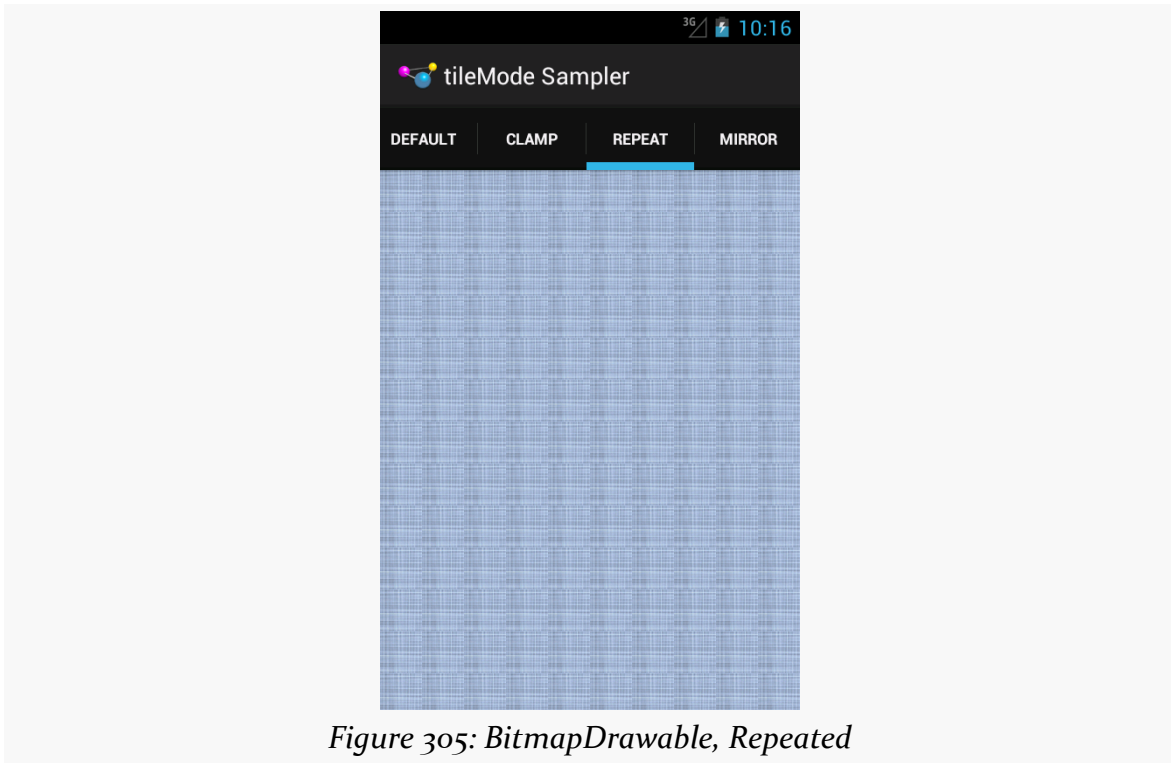 3G 10:16
tileMode Sampler
DEFAULT CLAMP REPEAT MIRROR
Figure 305: BitmapDrawable, Repeated